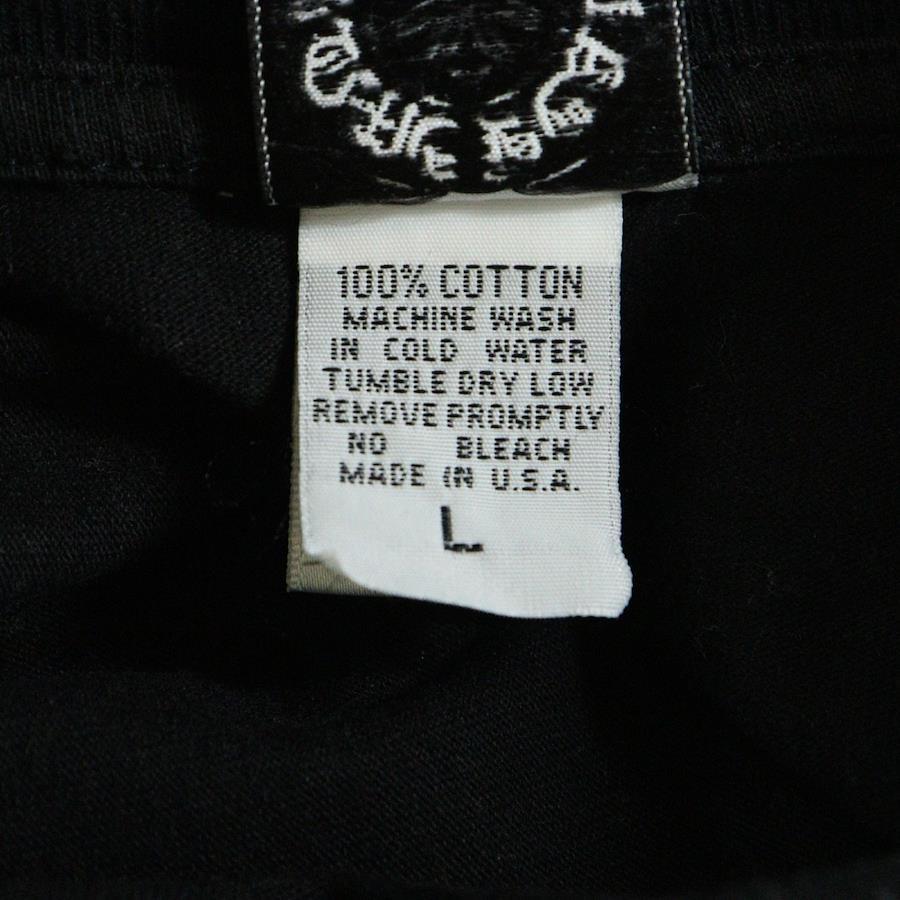 100% COTTON
MACHINE WASH
IN COLD WATER
TUMBLE DRY LOW
REMOVE PROMPTLY
NO BLEACH
MADE IN U.S.A.
L